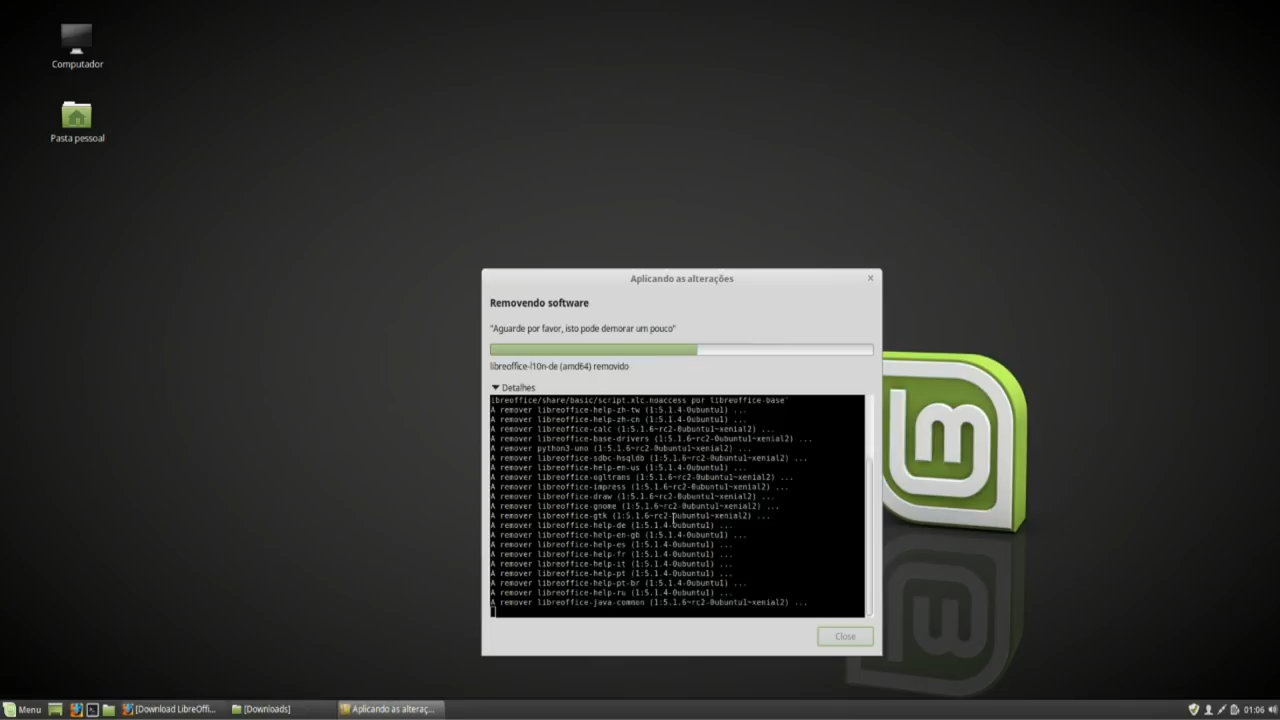 Computador
Pasta pessoal
Aplicando as alterações
Removendo software
"Aguarde por favor, isto pode demorar um pouco"
libreoffice-l10n-de (amd64) removido
Detalhes
ibreoffice/share/basic/script.xlc.noaccess por libreoffice-base'
A remover libreoffice-help-zh-tw (1:5.1.4-0ubuntu1) ...
A remover libreoffice-help-zh-cn (1:5.1.4-0ubuntu1) ...
A remover libreoffice-calc (1:5.1.6~rc2-0ubuntu1~xenial2) ...
A remover libreoffice-base-drivers (1:5.1.6~rc2-0ubuntu1~xenial2) ...
A remover python3-uno (1:5.1.6~rc2-0ubuntu1~xenial2) ...
A remover libreoffice-sdbc-hsqldb (1:5.1.6~rc2-0ubuntu1~xenial2) ...
A remover libreoffice-help-en-us (1:5.1.4-0ubuntu1) ...
A remover libreoffice-ogltrans (1:5.1.6~rc2-0ubuntu1~xenial2) ...
A remover libreoffice-impress (1:5.1.6~rc2-0ubuntu1~xenial2) ...
A remover libreoffice-draw (1:5.1.6~rc2-0ubuntu1~xenial2) ...
A remover libreoffice-gnome (1:5.1.6~rc2-0ubuntu1~xenial2) ...
A remover libreoffice-gtk (1:5.1.6~rc2-0ubuntu1~xenial2) ...
A remover libreoffice-help-de (1:5.1.4-0ubuntu1) ...
A remover libreoffice-help-en-gb (1:5.1.4-0ubuntu1) ...
A remover libreoffice-help-es (1:5.1.4-0ubuntu1) ...
A remover libreoffice-help-fr (1:5.1.4-0ubuntu1) ...
A remover libreoffice-help-it (1:5.1.4-0ubuntu1) ...
A remover libreoffice-help-pt (1:5.1.4-0ubuntu1) ...
A remover libreoffice-help-pt-br (1:5.1.4-0ubuntu1) ...
A remover libreoffice-help-ru (1:5.1.4-0ubuntu1) ...
A remover libreoffice-java-common (1:5.1.6~rc2-0ubuntu1~xenial2) ...
Close
Menu
[Download LibreOffi...
[Downloads]
Aplicando as alteraç...
01:06